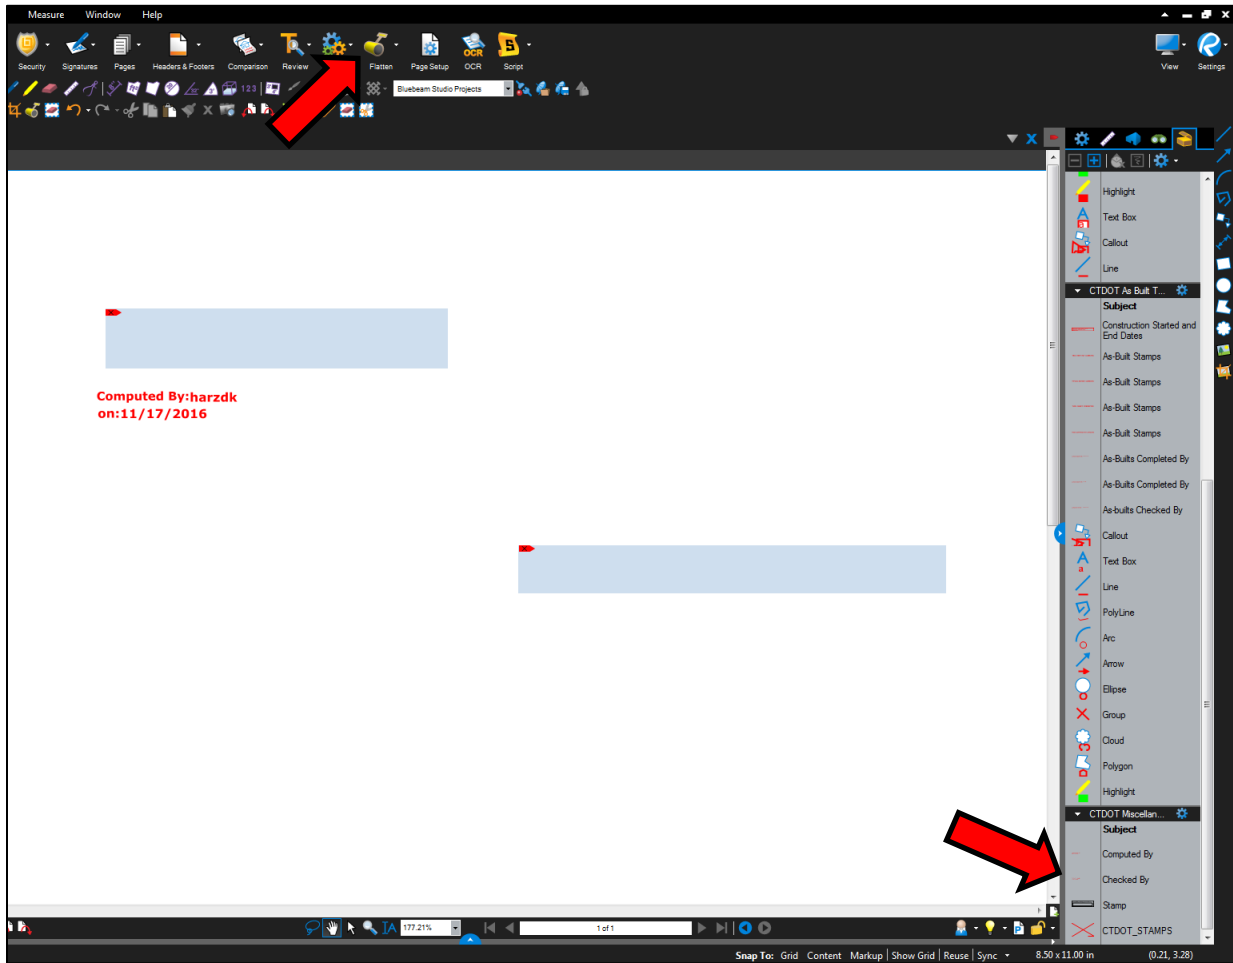 Measure Window Help
Security Signatures Pages Headers & Footers Comparison Review Flatten Page Setup OCR Script View Settings
123 Bluebeam Studio Projects
Highlight
Text Box
Callout
Line
CTDOT As Built T...
Subject
Construction Started and
End Dates
As-Built Stamps
As-Built Stamps
Computed By:harzdk
on:11/17/2016
As-Built Stamps
As-Built Stamps
As-Builts Completed By
As-Builts Completed By
As-builts Checked By
Callout
Text Box
Line
PolyLine
Arc
Arrow
Ellipse
Group
Cloud
Polygon
Highlight
CTDOT Miscellan...
Subject
Computed By
Checked By
Stamp
CTDOT_STAMPS
177.21% 1 of 1
Snap To: Grid Content Markup Show Grid Reuse Sync 8.50 x 11.00 in (0.21, 3.28)